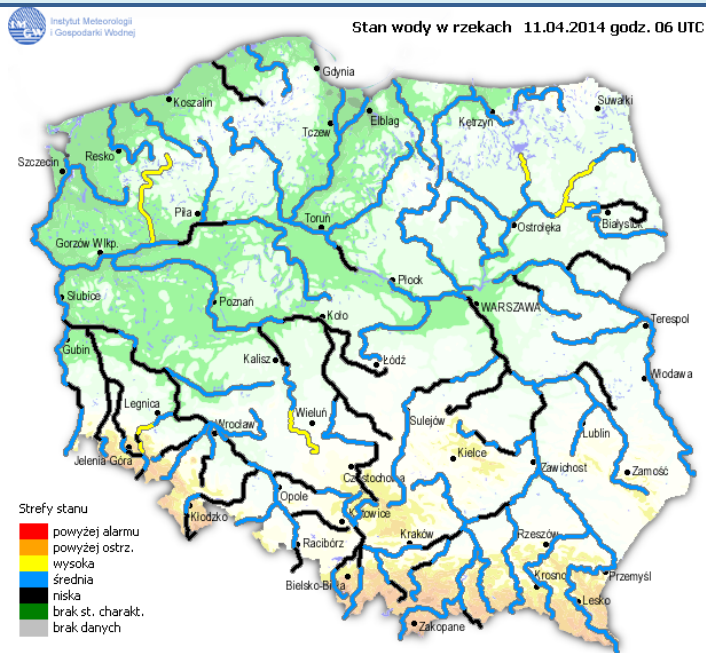 Instytut Meteorologii
i Gospodarki Wodnej
Stan wody w rzekach 11.04.2014 godz. 06 UTC
Gdynia
Koszalin
Suwałki
Elbląg
Kętrzyn
Tczew
Resko
Szczecin
Piła
Białystok
Toruń
Ostrołęka
Gorzów Wlkp.
Płock
Słubice
Poznań
WARSZAWA
Koło
Terespol
Gubin
Kalisz
Łódź
Włodawa
Legnica
Wieluń
Sulejów
Wrocław
Lublin
Jelenia Góra
Kielce
Zawichost
Zamość
Częstochowa
Opole
Kłodzko
Katowice
Strefy stanu
Kraków
Rzeszów
powyżej alarmu
Racibórz
powyżej ostrz.
wysoka
Bielsko-Biała
Krosno
Przemyśl
średnia
niska
Lesko
brak st. charakt.
Zakopane
brak danych